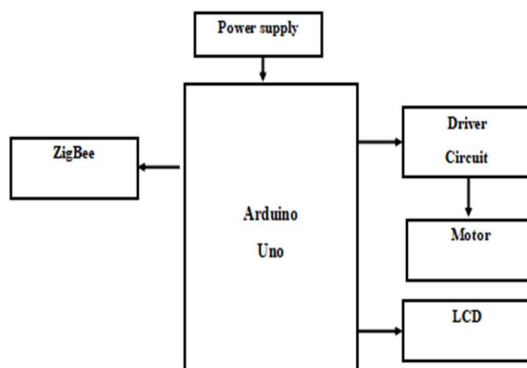 Power supply
ZigBee
Arduino
Uno
Driver
Circuit
Motor
LCD